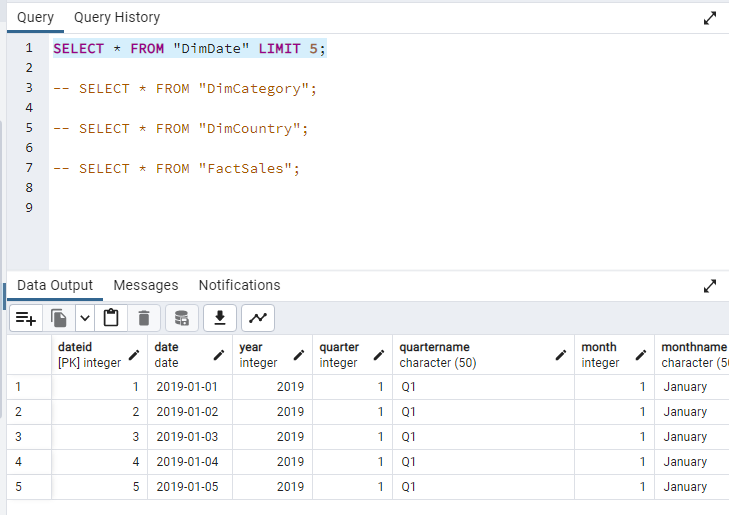 Query Query History
1 SELECT * FROM "DimDate" LIMIT 5;
2
3 -- SELECT * FROM "DimCategory";
4
5 -- SELECT * FROM "DimCountry";
6
7 -- SELECT * FROM "FactSales";
8
9
Data Output Messages Notifications
dateid date year quarter quartername month monthname
[PK] integer date integer integer character (50) integer character (50
1 1 2019-01-01 2019 1 Q1 1 January
2 2 2019-01-02 2019 1 Q1 1 January
3 3 2019-01-03 2019 1 Q1 1 January
4 4 2019-01-04 2019 1 Q1 1 January
5 5 2019-01-05 2019 1 Q1 1 January